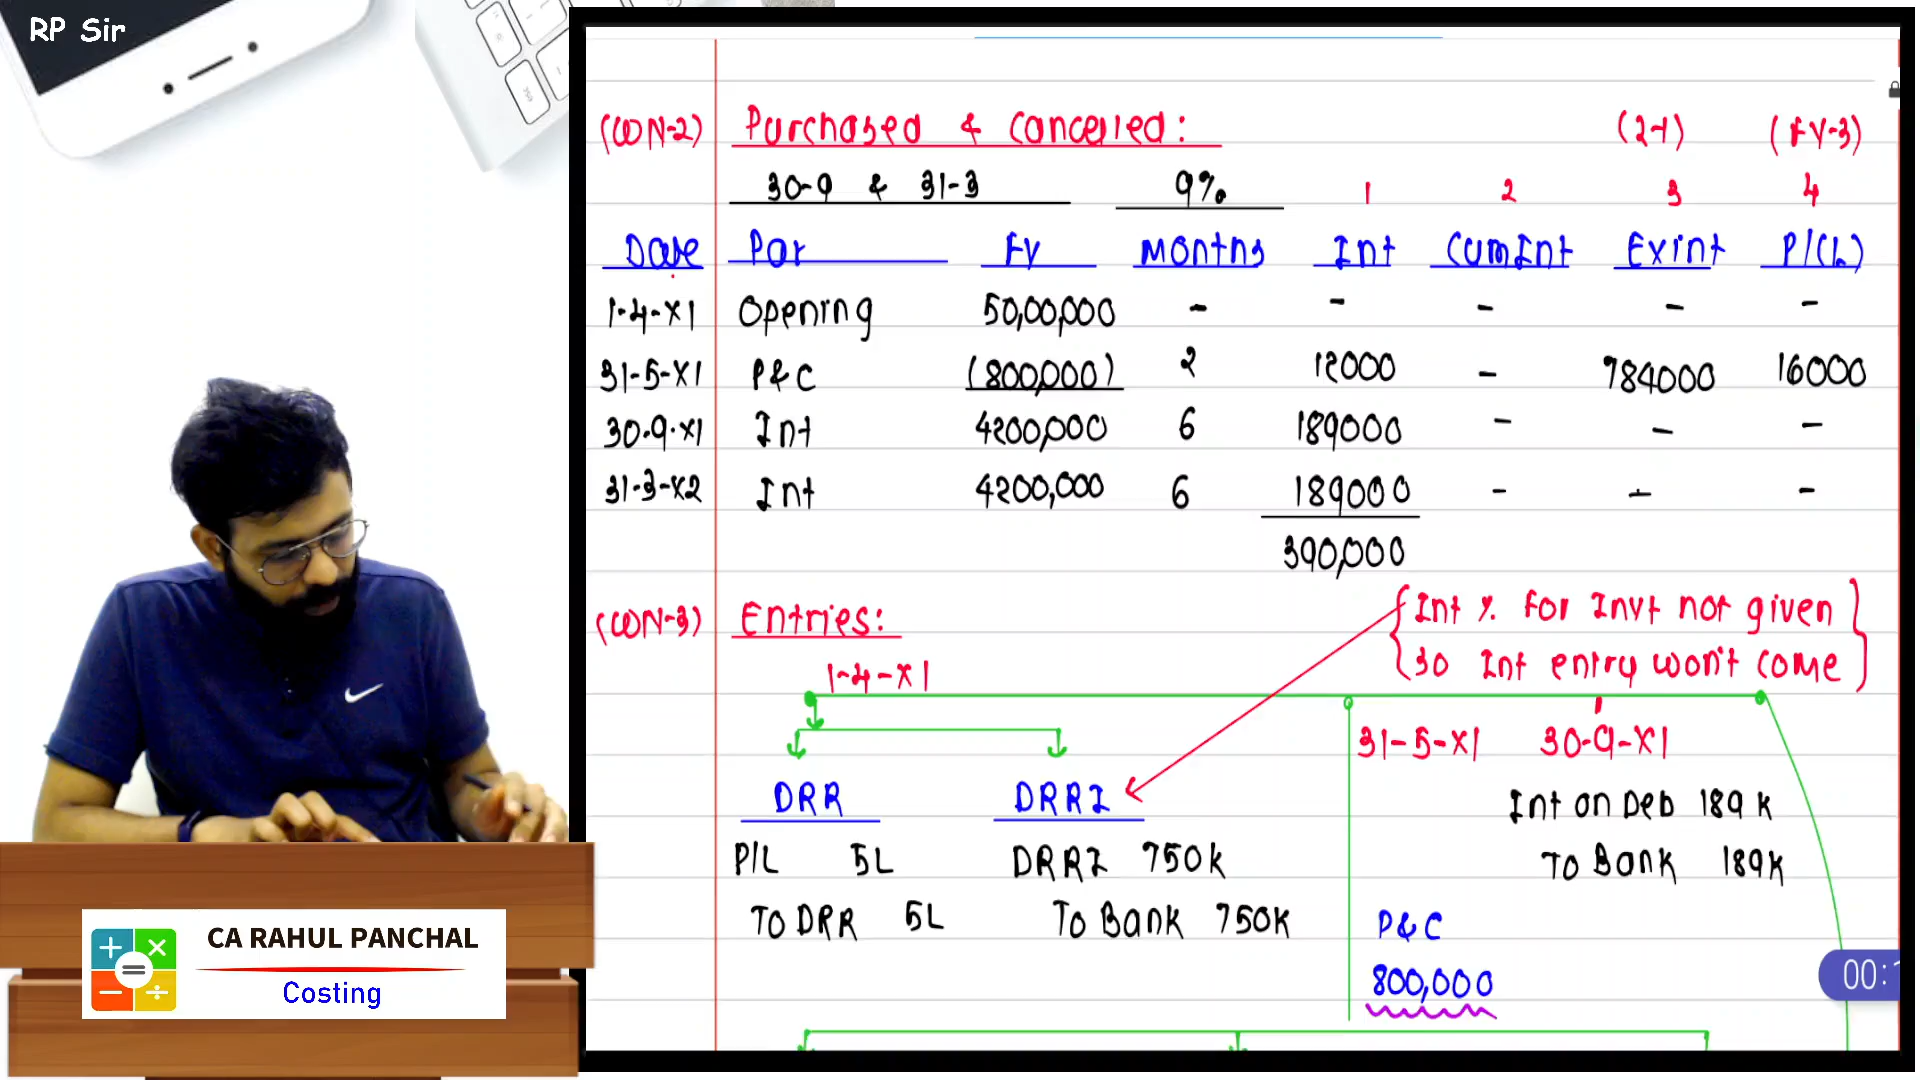 RP Sir
(WN-2) Purchased & Cancelled: (2-1) (FV-3)
30-9 & 31-3 9% 1 2 3 4
Date Par FV Months Int CumInt ExInt P/(L)
1-4-X1 Opening 50,00,000 - - - - -
31-5-X1 P&C (800,000) 2 12000 - 784000 16000
30.9.X1 Int 4200,000 6 189000 - - -
31-3-X2 Int 4200,000 6 189000 - - -
390,000
(WN-3) Entries: {Int % For Invt not given}
{so Int entry won't come}
1-4-X1
31-5-X1 30-9-X1
DRR DRRI Int on Deb 189K
P/L 5L DRRI 750K To Bank 189K
To DRR 5L To Bank 750K P&C
800,000
00:
CA RAHUL PANCHAL
Costing